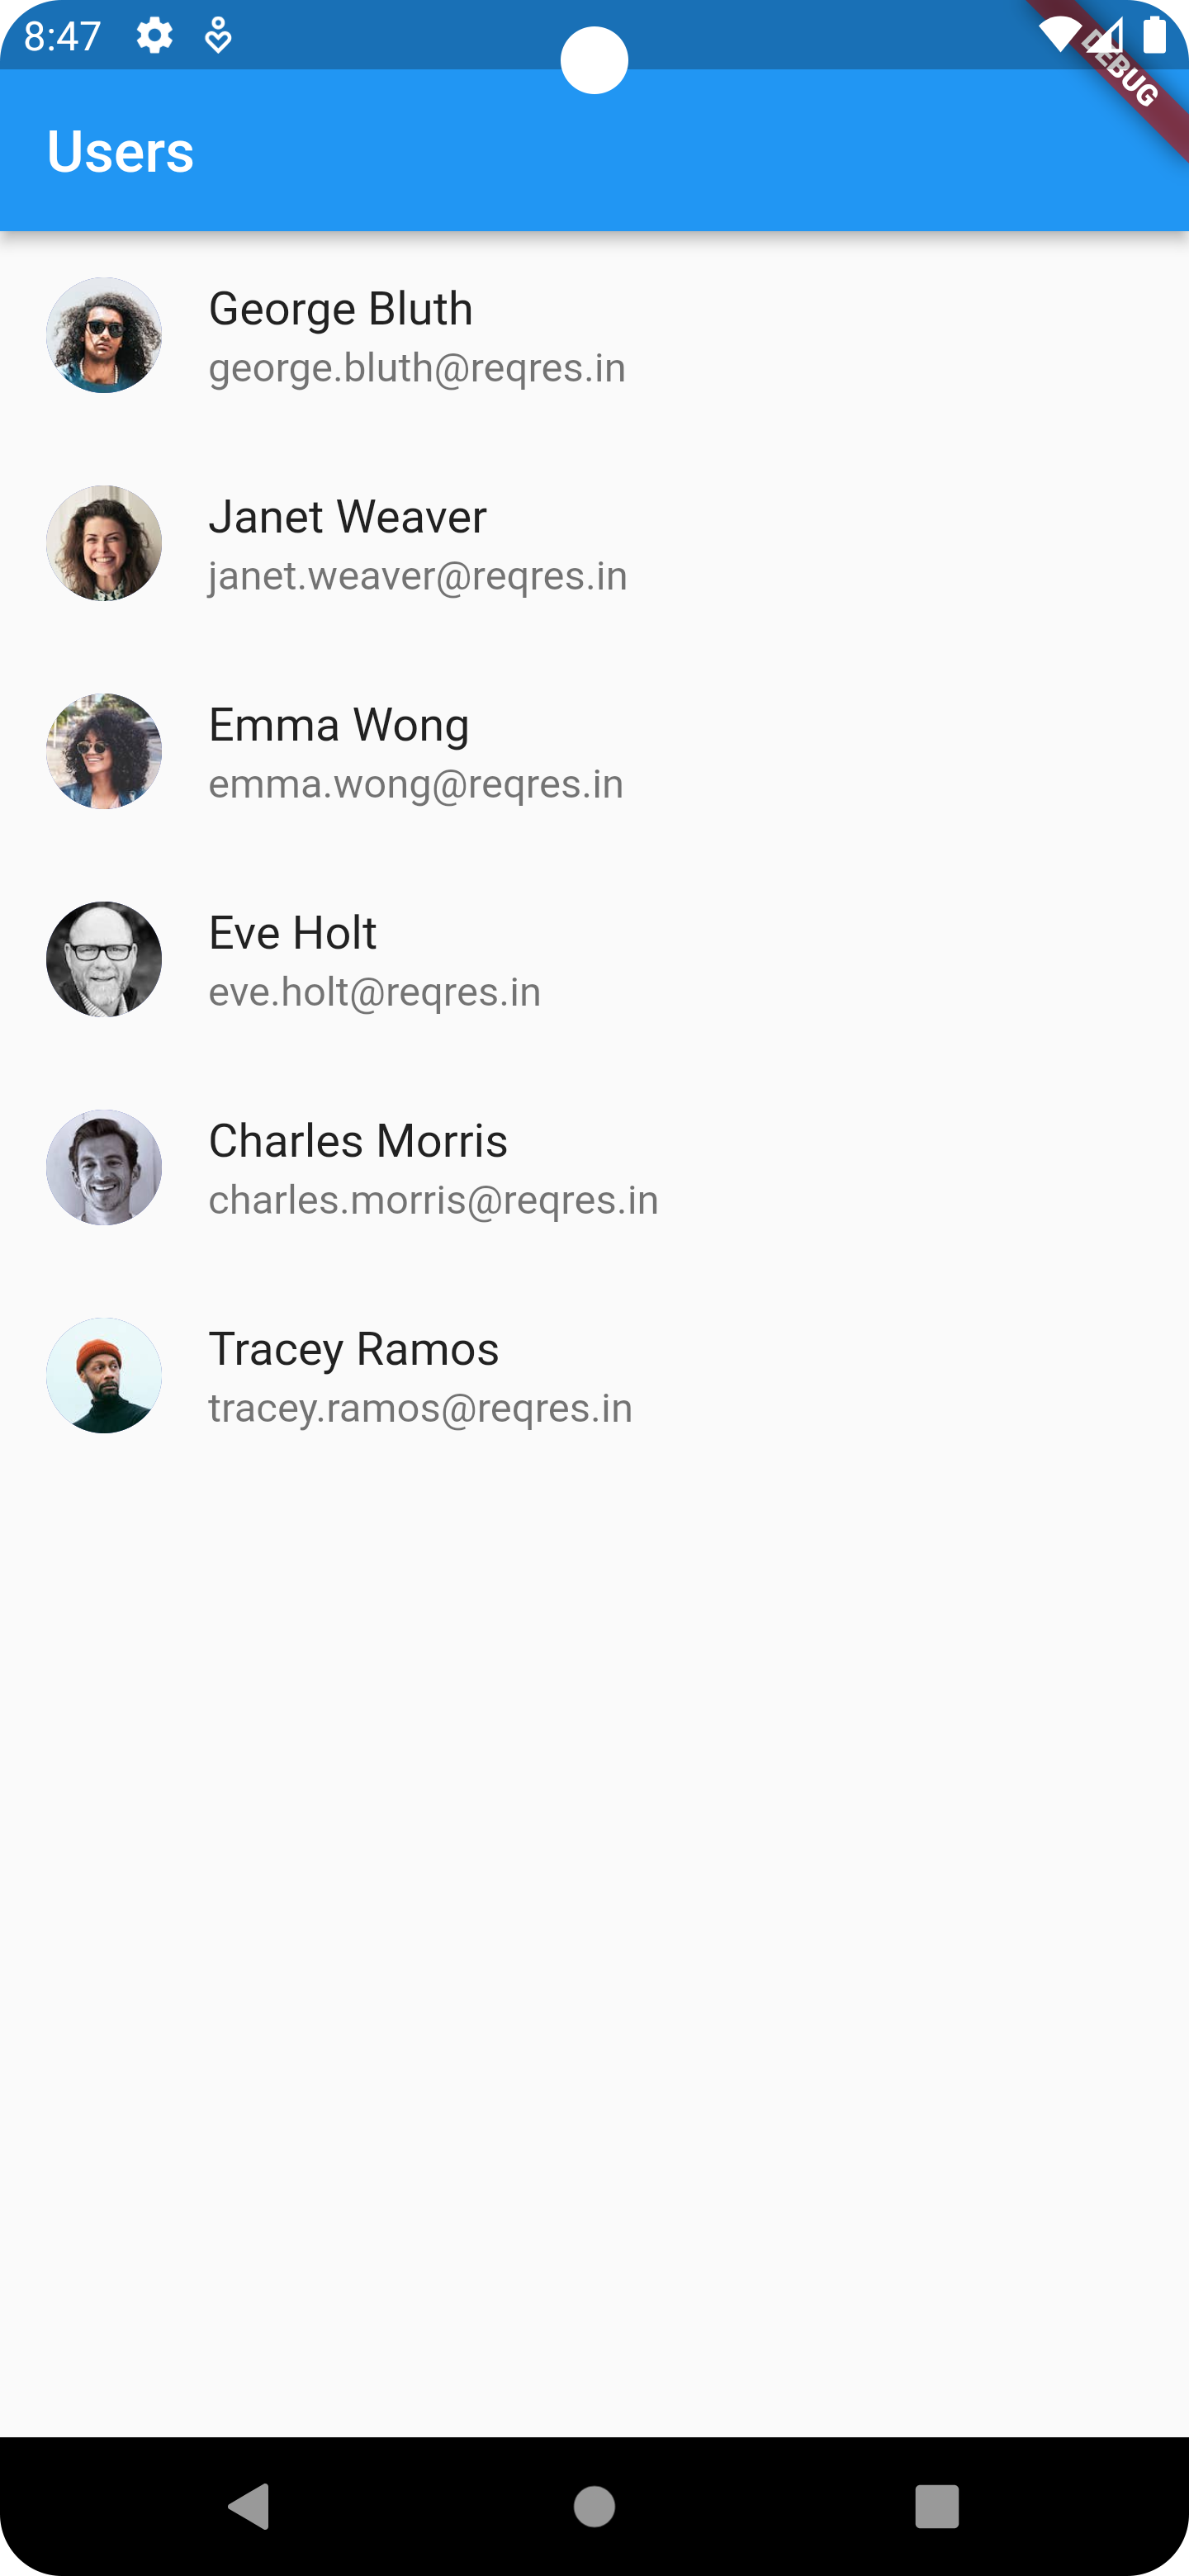 8:47
DEBUG
Users
George Bluth
george.bluth@reqres.in
Janet Weaver
janet.weaver@reqres.in
Emma Wong
emma.wong@reqres.in
Eve Holt
eve.holt@reqres.in
Charles Morris
charles.morris@reqres.in
Tracey Ramos
tracey.ramos@reqres.in